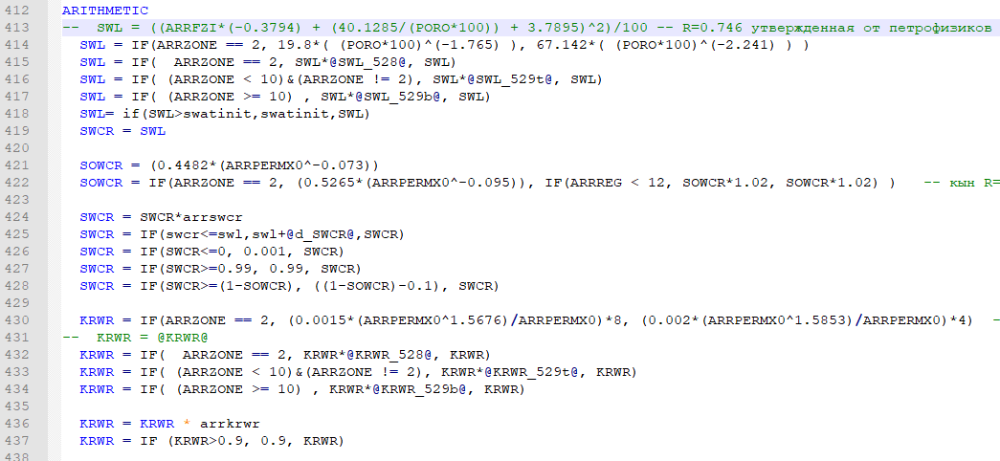 412 ARITHMETIC
413 -- SWL = ((ARRFZI*(-0.3794) + (40.1285/(PORO*100)) + 3.7895)^2)/100 -- R=0.746 утвержденная от петрофизиков
414 SWL = IF(ARRZONE == 2, 19.8*( (PORO*100)^(-1.765) ), 67.142*( (PORO*100)^(-2.241) ) )
415 SWL = IF( ARRZONE == 2, SWL*@SWL_528@, SWL)
416 SWL = IF( (ARRZONE < 10)&(ARRZONE != 2), SWL*@SWL_529t@, SWL)
417 SWL = IF( (ARRZONE >= 10) , SWL*@SWL_529b@, SWL)
418 SWL= if(SWL>swatinit,swatinit,SWL)
419 SWCR = SWL
420
421 SOWCR = (0.4482*(ARRPERMX0^-0.073))
422 SOWCR = IF(ARRZONE == 2, (0.5265*(ARRPERMX0^-0.095)), IF(ARRREG < 12, SOWCR*1.02, SOWCR*1.02) ) -- кын R=
423
424 SWCR = SWCR*arrswcr
425 SWCR = IF(swcr<=swl,swl+@d_SWCR@,SWCR)
426 SWCR = IF(SWCR<=0, 0.001, SWCR)
427 SWCR = IF(SWCR>=0.99, 0.99, SWCR)
428 SWCR = IF(SWCR>=(1-SOWCR), ((1-SOWCR)-0.1), SWCR)
429
430 KRWR = IF(ARRZONE == 2, (0.0015*(ARRPERMX0^1.5676)/ARRPERMX0)*8, (0.002*(ARRPERMX0^1.5853)/ARRPERMX0)*4) -
431 -- KRWR = @KRWR@
432 KRWR = IF( ARRZONE == 2, KRWR*@KRWR_528@, KRWR)
433 KRWR = IF( (ARRZONE < 10)&(ARRZONE != 2), KRWR*@KRWR_529t@, KRWR)
434 KRWR = IF( (ARRZONE >= 10) , KRWR*@KRWR_529b@, KRWR)
435
436 KRWR = KRWR * arrkrwr
437 KRWR = IF (KRWR>0.9, 0.9, KRWR)
438